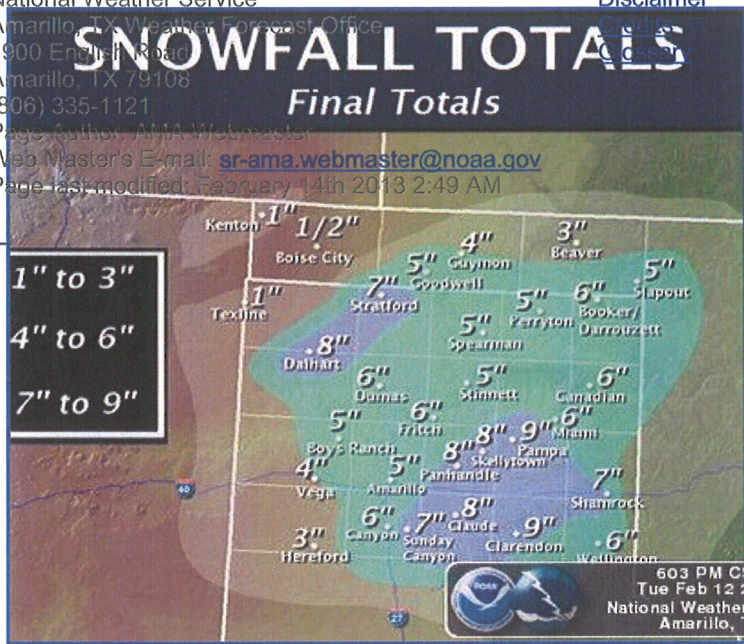 National Weather Service
Disclaimer
Amarillo, TX Weather Forecast Office
Credits
1900 English Road
Glossary
Amarillo, TX 79108
(806) 335-1121
Page Author: AMA Webmaster
Web Master's E-mail: sr-ama.webmaster@noaa.gov
Page last modified: February 14th 2013 2:49 AM
SNOWFALL TOTALS
Final Totals
1" to 3"
4" to 6"
7" to 9"
Kenton 1"
1/2"
Boise City
4"
Guymon
3"
Beaver
5"
Goodwell
5"
Slapout
1"
Texline
7"
Stratford
5"
Perryton
6"
Booker/
Darrouzett
5"
Spearman
8"
Dalhart
6"
Dumas
5"
Stinnett
6"
Canadian
6"
Fritch
6"
Miami
5"
Boys Ranch
9"
Pampa
8"
Skellytown
8"
Panhandle
4"
Vega
5"
Amarillo
7"
Shamrock
40
6"
Canyon
7"
Sunday
Canyon
8"
Claude
9"
Clarendon
3"
Hereford
6"
Wellington
27
NOAA
603 PM
Tue Feb 12
National Weather
Amarillo,